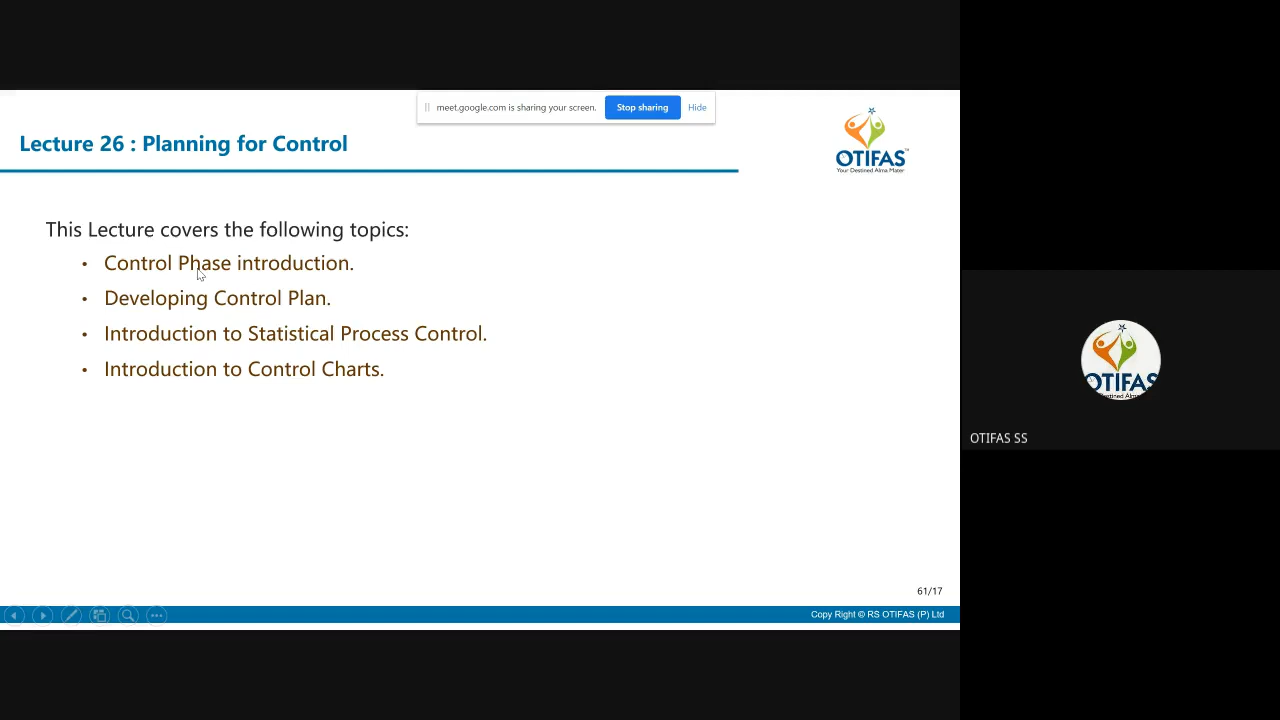 meet.google.com is sharing your screen. Stop sharing Hide
Lecture 26 : Planning for Control
OTIFAS™
Your Destined Alma Mater
This Lecture covers the following topics:
• Control Phase introduction.
• Developing Control Plan.
• Introduction to Statistical Process Control.
• Introduction to Control Charts.
OTIFAS
OTIFAS SS
61/17
Copy Right © RS OTIFAS (P) Ltd